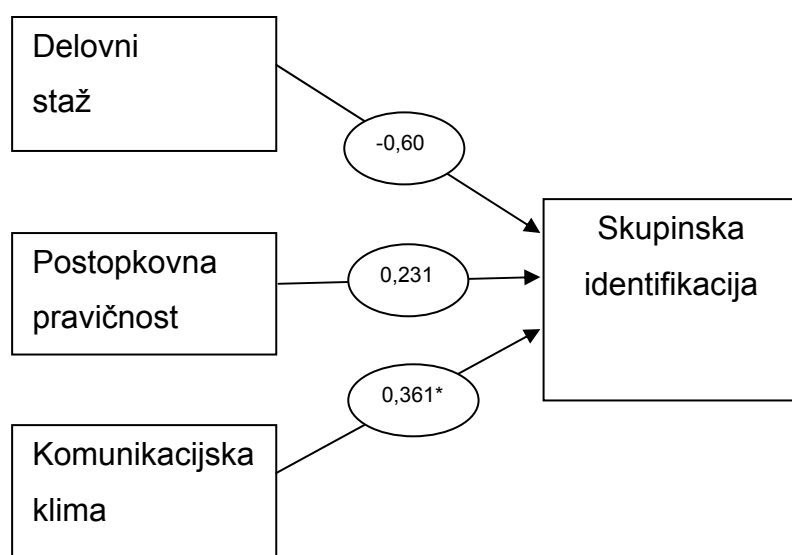 Delovni
staž
-0,60
Postopkovna
pravičnost
0,231
Komunikacijska
klima
0,361*
Skupinska
identifikacija